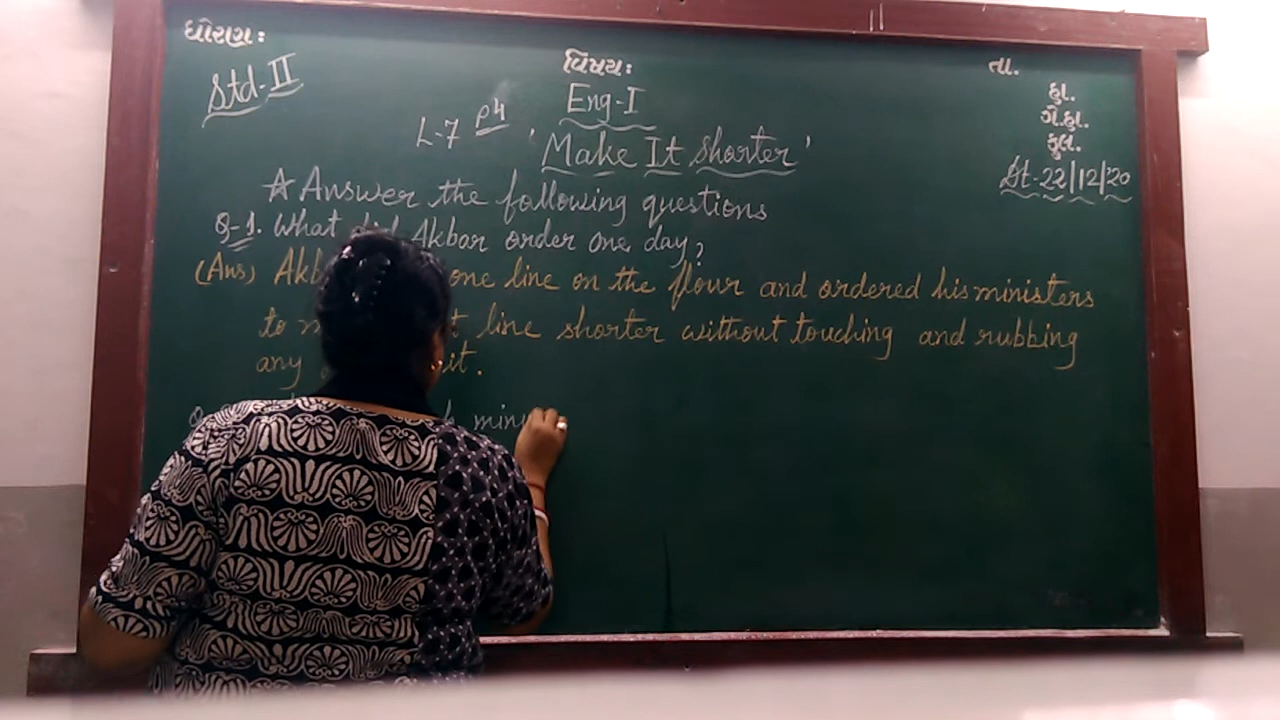 ધોરણ:
વિષય:
તા.
Std-II
Eng-I
હા.
ગે.હા.
કુલ.
L-7 P4 'Make It Shorter'
Dt-22/12/'20
☆ Answer the following questions
Q-1. What did Akbar order one day?
(Ans) one line on the flour and ordered his ministers
to line shorter without touching and rubbing
any it.